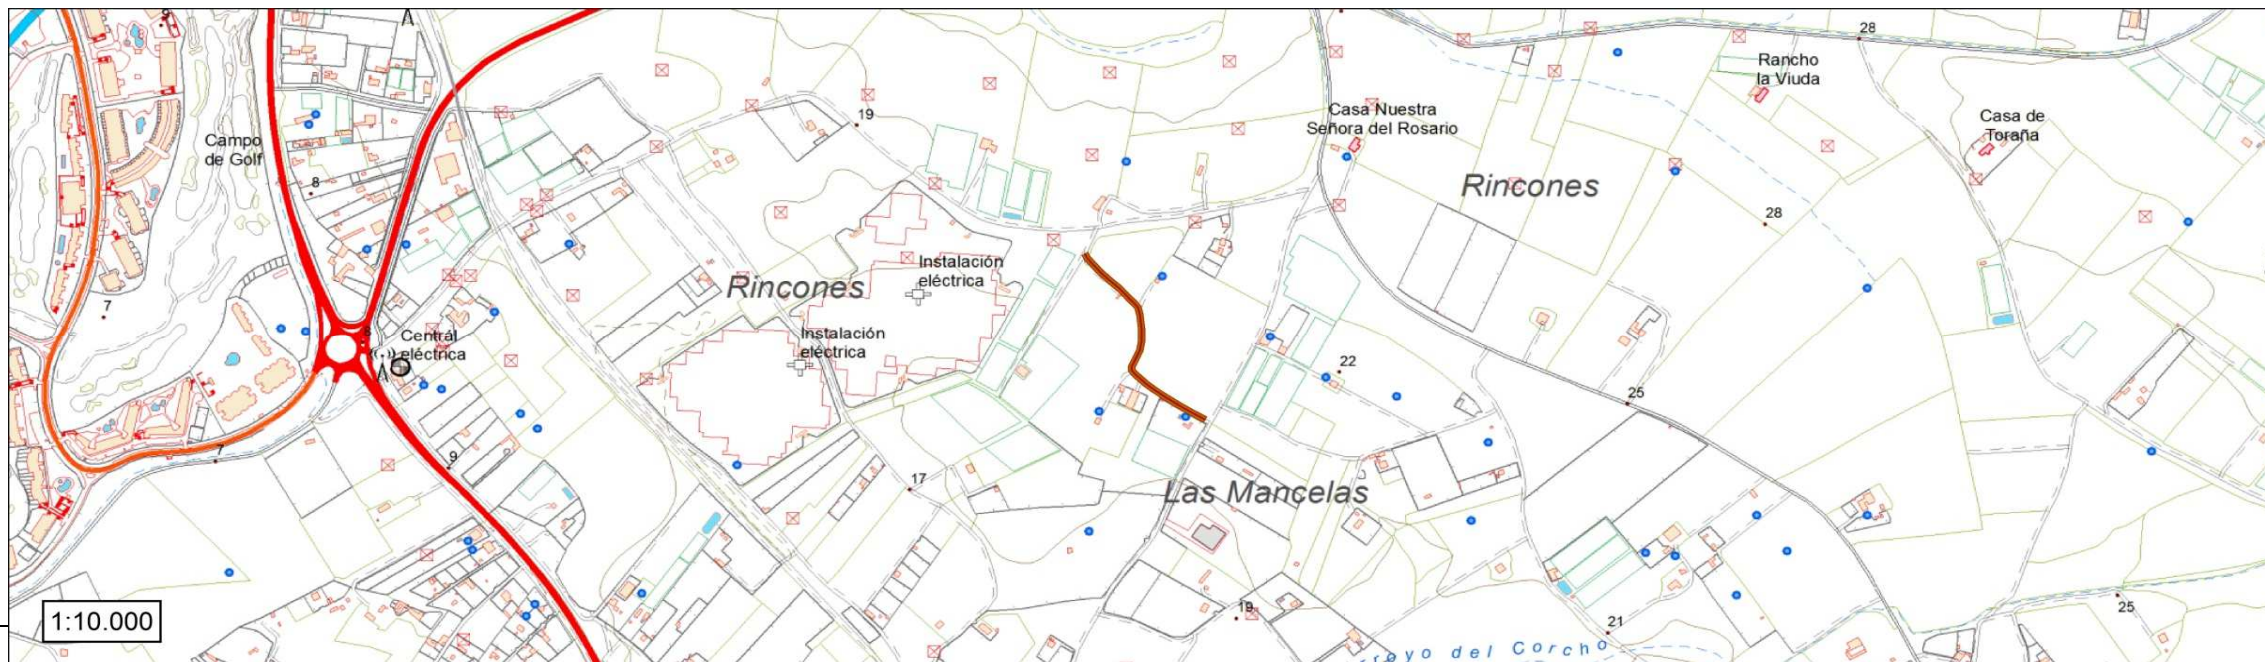 9
28
Rancho
la Viuda
19
Casa Nuestra
Señora del Rosario
Casa de
Toraña
Campo
de Golf
8
Rincones
28
7
Instalación
eléctrica
Rincones
Instalación
eléctrica
8
Central
eléctrica
22
25
7
9
17
Las Mancelas
1:10.000
19
21
25
rroyo del Corcho